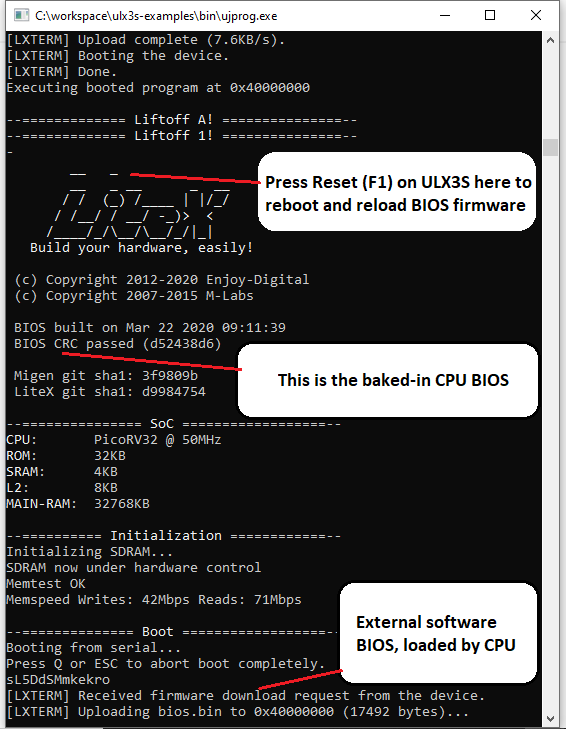 C:\workspace\ulx3s-examples\bin\ujprog.exe
[LXTERM] Upload complete (7.6KB/s).
[LXTERM] Booting the device.
[LXTERM] Done.
Executing booted program at 0x40000000
--============= Liftoff A! ===============--
--============= Liftoff 1! ===============--
-
Press Reset (F1) on ULX3S here to
reboot and reload BIOS firmware
Build your hardware, easily!
(c) Copyright 2012-2020 Enjoy-Digital
(c) Copyright 2007-2015 M-Labs
BIOS built on Mar 22 2020 09:11:39
BIOS CRC passed (d52438d6)
This is the baked-in CPU BIOS
Migen git sha1: 3f9809b
LiteX git sha1: d9984754
--=============== SoC ==================--
CPU:       PicoRV32 @ 50MHz
ROM:       32KB
SRAM:      4KB
L2:        8KB
MAIN-RAM:  32768KB
--========== Initialization ============--
Initializing SDRAM...
SDRAM now under hardware control
Memtest OK
Memspeed Writes: 42Mbps Reads: 71Mbps
External software
BIOS, loaded by CPU
--============== Boot ==================--
Booting from serial...
Press Q or ESC to abort boot completely.
sL5DdSMmkekro
[LXTERM] Received firmware download request from the device.
[LXTERM] Uploading bios.bin to 0x40000000 (17492 bytes)...